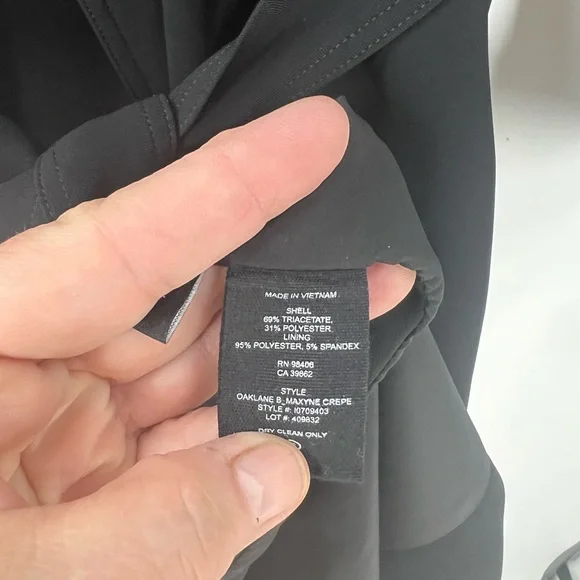 MADE IN VIETNAM
SHELL
69% TRIACETATE,
31% POLYESTER
LINING
95% POLYESTER, 5% SPANDEX
RN 98408
CA 39862
STYLE
OAKLANE B_MAXYNE CREPE
STYLE #: I0709403
LOT #: 409832
DRY CLEAN ONLY